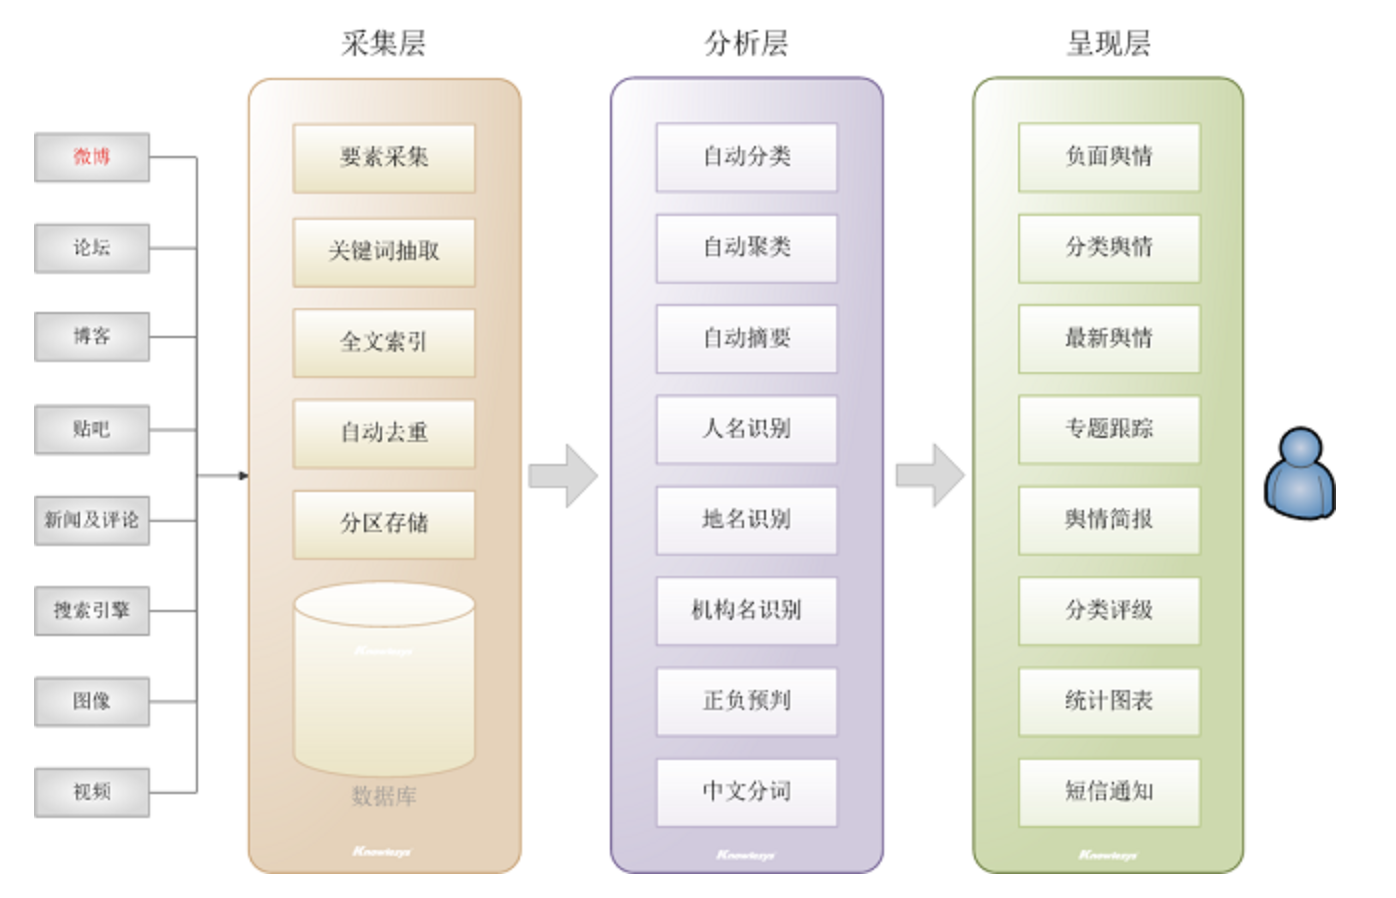 采集层
分析层
呈现层
微博
论坛
博客
贴吧
新闻及评论
搜索引擎
图像
视频
要素采集
关键词抽取
全文索引
自动去重
分区存储
Knowlesys
数据库
Knowlesys
自动分类
自动聚类
自动摘要
人名识别
地名识别
机构名识别
正负预判
中文分词
Knowlesys
负面舆情
分类舆情
最新舆情
专题跟踪
舆情简报
分类评级
统计图表
短信通知
Knowlesys